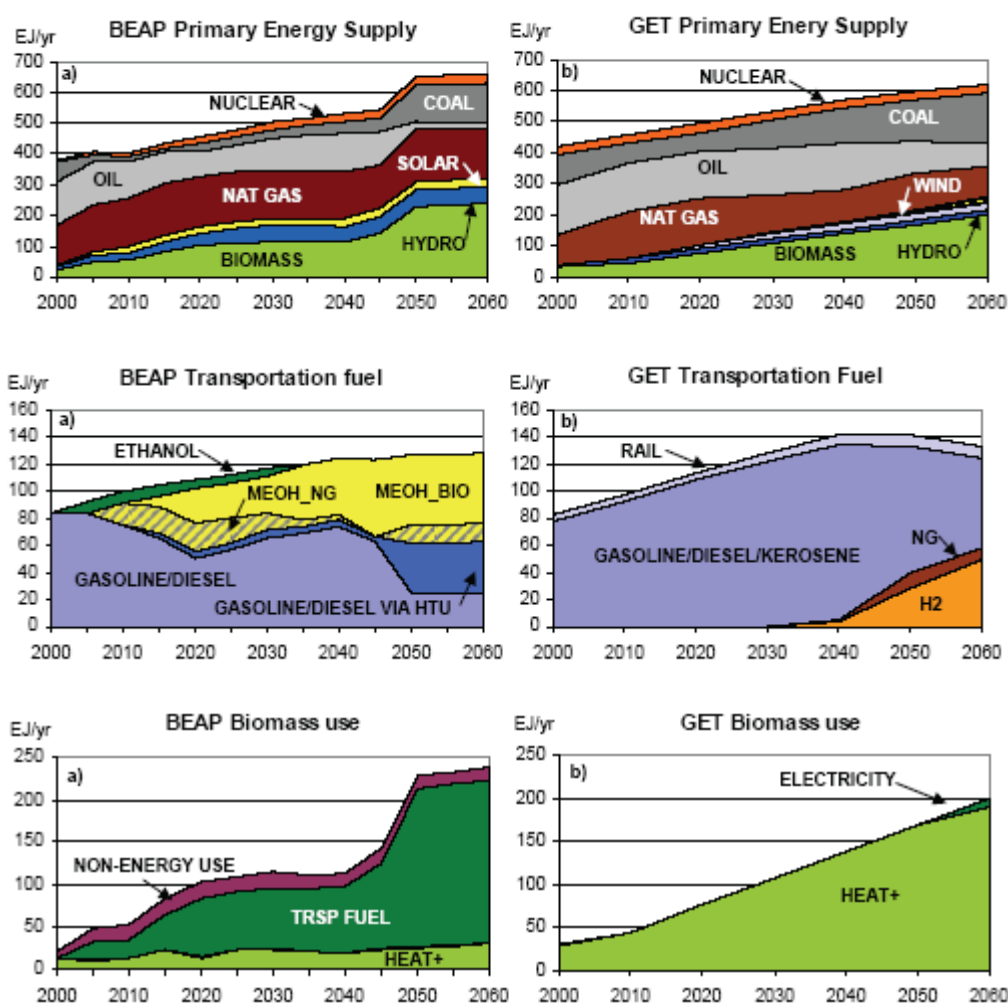 BEAP Primary Energy Supply
EJ/yr
a)
700
600
500
400
300
200
100
0
NUCLEAR
COAL
OIL
NAT GAS
SOLAR
HYDRO
BIOMASS
2000 2010 2020 2030 2040 2050 2060
GET Primary Enery Supply
EJ/yr
b)
700
600
500
400
300
200
100
0
NUCLEAR
COAL
OIL
WIND
NAT GAS
BIOMASS
HYDRO
2000 2010 2020 2030 2040 2050 2060
BEAP Transportation fuel
EJ/yr
a)
160
140
120
100
80
60
40
20
0
ETHANOL
MEOH_NG
MEOH_BIO
GASOLINE/DIESEL
GASOLINE/DIESEL VIA HTU
2000 2010 2020 2030 2040 2050 2060
GET Transportation Fuel
EJ/yr
b)
160
140
120
100
80
60
40
20
0
RAIL
GASOLINE/DIESEL/KEROSENE
NG
H2
2000 2010 2020 2030 2040 2050 2060
BEAP Biomass use
EJ/yr
a)
250
200
150
100
50
0
NON-ENERGY USE
TRSP FUEL
HEAT+
2000 2010 2020 2030 2040 2050 2060
GET Biomass use
EJ/yr
b)
250
200
150
100
50
0
ELECTRICITY
HEAT+
2000 2010 2020 2030 2040 2050 2060